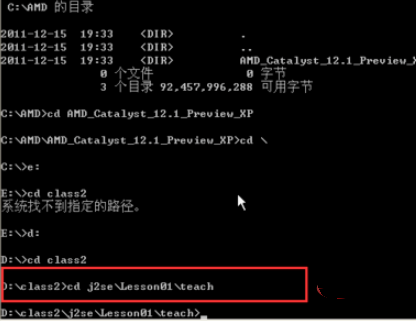 C:\AMD 的目录
2011-12-15  19:33    <DIR>          .
2011-12-15  19:33    <DIR>          ..
2011-12-15  19:33    <DIR>          AMD_Catalyst_12.1_Preview_X
0 个文件              0 字节
3 个目录 92,457,996,288 可用字节
C:\AMD>cd AMD_Catalyst_12.1_Preview_XP
C:\AMD\AMD_Catalyst_12.1_Preview_XP>cd \
C:\>e:
E:\>cd class2
系统找不到指定的路径。
E:\>d:
D:\>cd class2
D:\class2>cd j2se\Lesson01\teach
D:\class2\j2se\Lesson01\teach>_